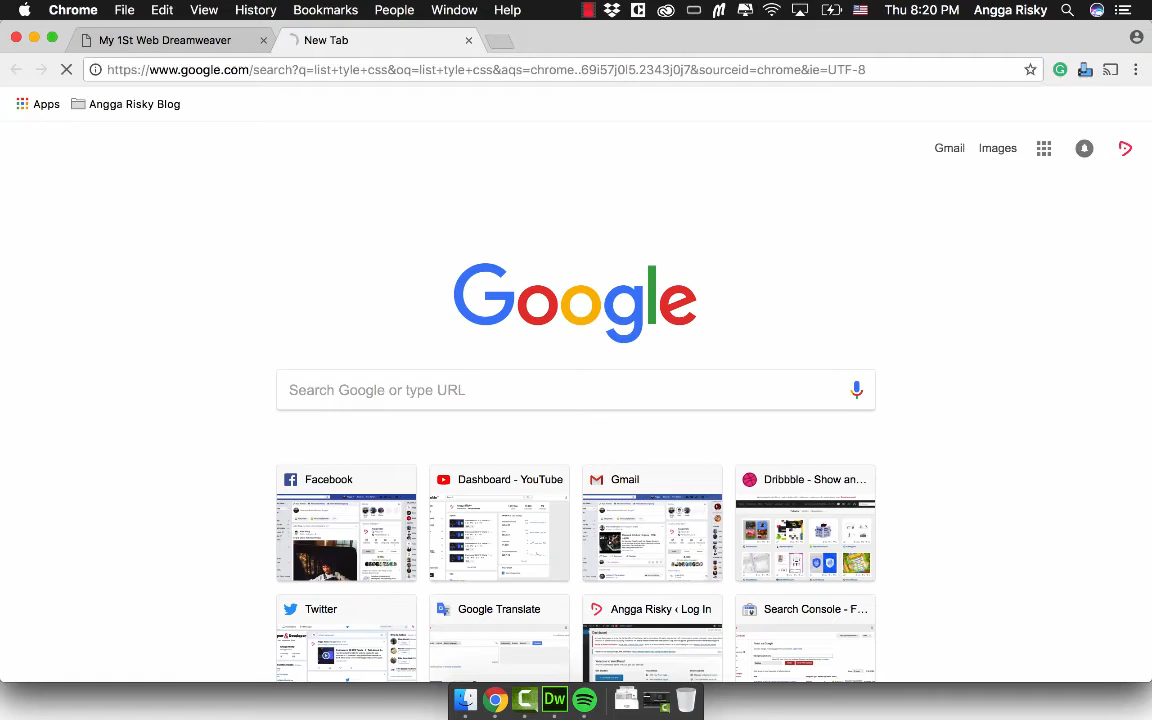 Chrome File Edit View History Bookmarks People Window Help Thu 8:20 PM Angga Risky
My 1St Web Dreamweaver
New Tab
https://www.google.com/search?q=list+tyle+css&oq=list+tyle+css&aqs=chrome..69i57j0l5.2343j0j7&sourceid=chrome&ie=UTF-8
Apps Angga Risky Blog
Gmail Images
Google
Search Google or type URL
Facebook
Dashboard - YouTube
Gmail
Dribbble - Show an...
Twitter
Google Translate
Angga Risky ‹ Log In
Search Console - F...
Dw